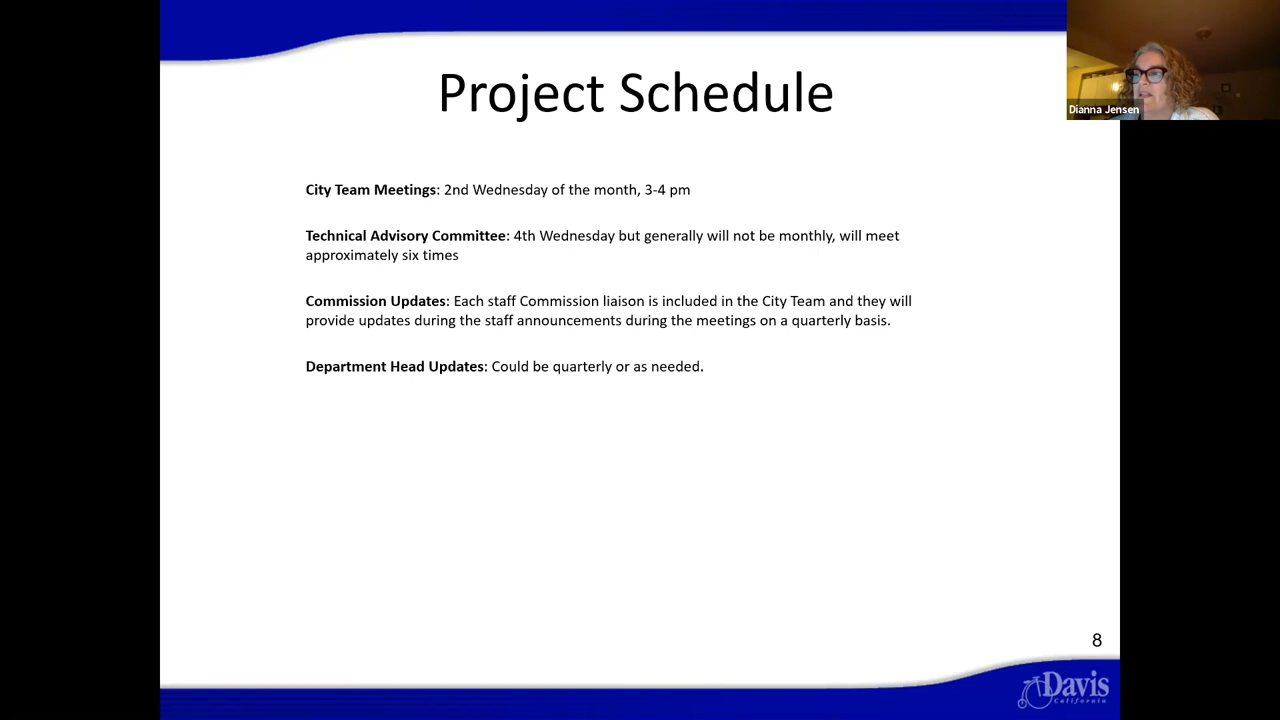 Project Schedule
Dianna Jensen
City Team Meetings: 2nd Wednesday of the month, 3-4 pm
Technical Advisory Committee: 4th Wednesday but generally will not be monthly, will meet
approximately six times
Commission Updates: Each staff Commission liaison is included in the City Team and they will
provide updates during the staff announcements during the meetings on a quarterly basis.
Department Head Updates: Could be quarterly or as needed.
8
Davis
California